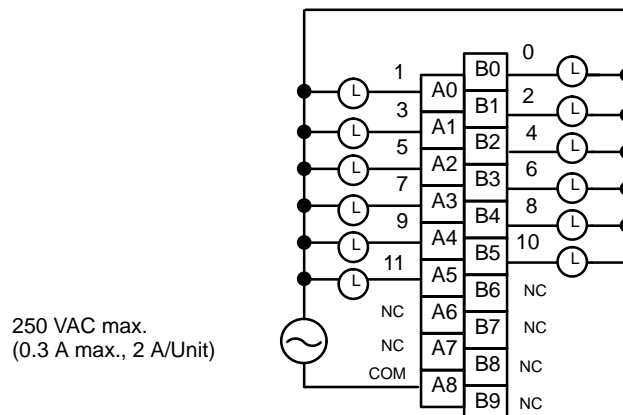 0
B0
L
1
L
A0
2
B1
L
3
L
A1
4
B2
L
5
L
A2
6
B3
L
7
L
A3
8
B4
L
9
L
A4
10
B5
L
11
L
A5
B6
NC
NC
A6
B7
NC
250 VAC max.
(0.3 A max., 2 A/Unit)
NC
A7
B8
NC
COM
A8
B9
NC